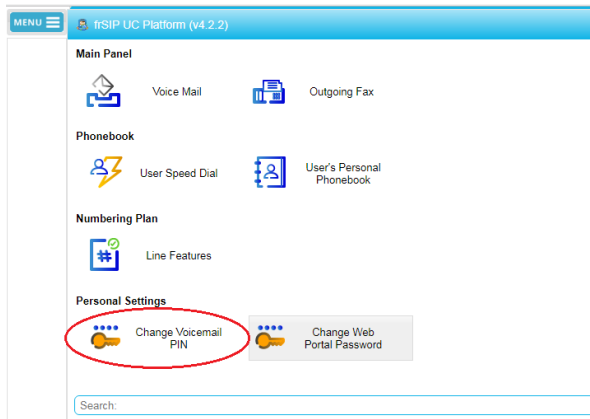 MENU
frSIP UC Platform (v4.2.2)
Main Panel
Voice Mail
Outgoing Fax
Phonebook
User Speed Dial
User's Personal
Phonebook
Numbering Plan
#
Line Features
Personal Settings
Change Voicemail
PIN
Change Web
Portal Password
Search: